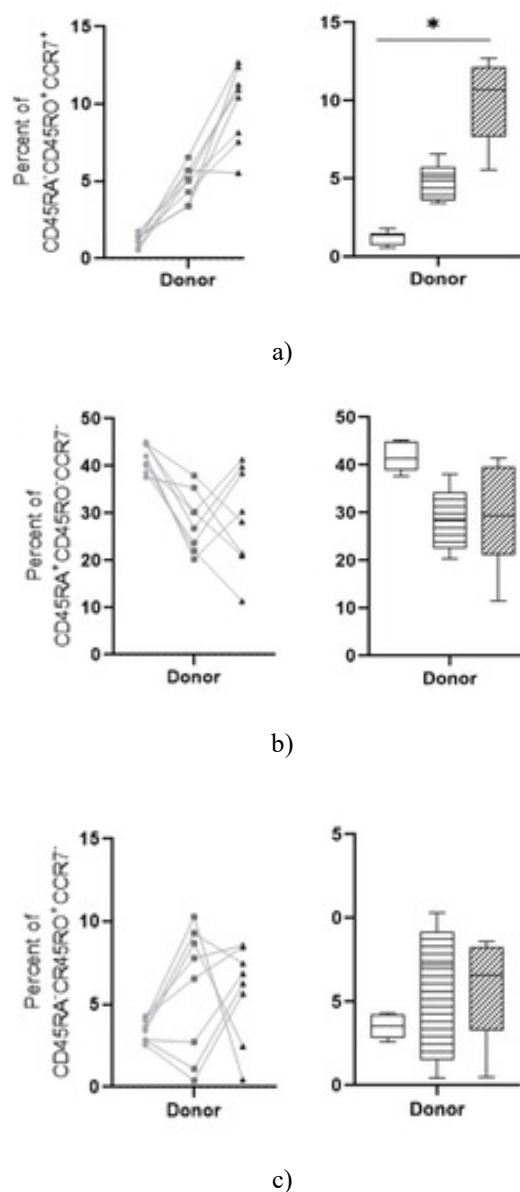 15
10
5
0
Percent of
CD45RA⁻CD45RO⁺CCR7⁺
Donor
*
15
10
5
0
Donor
a)
50
40
30
20
10
0
Percent of
CD45RA⁺CD45RO⁻CCR7⁻
Donor
50
40
30
20
10
0
Donor
b)
15
10
5
0
Percent of
CD45RA⁻CR45RO⁺CCR7⁻
Donor
5
0
5
0
Donor
c)